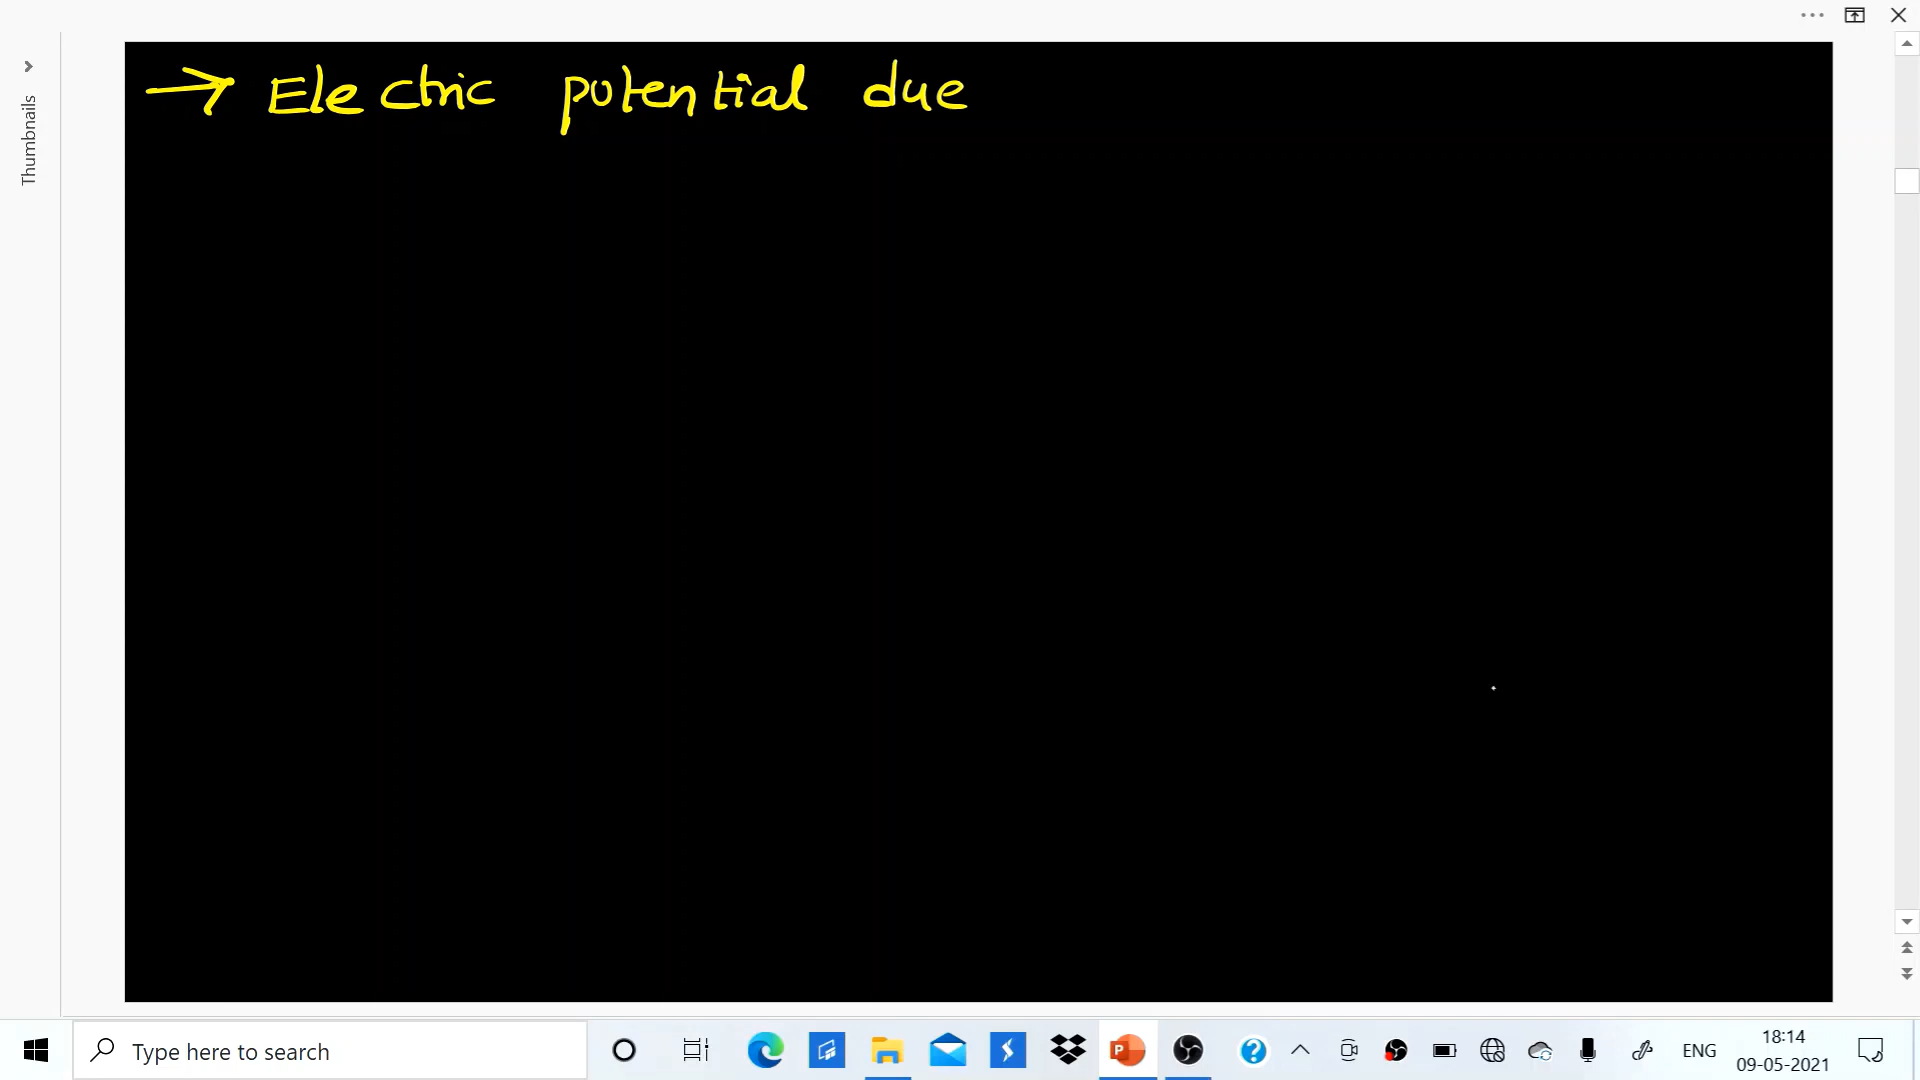 → Electric potential due
Thumbnails
Type here to search
ENG
18:14
09-05-2021